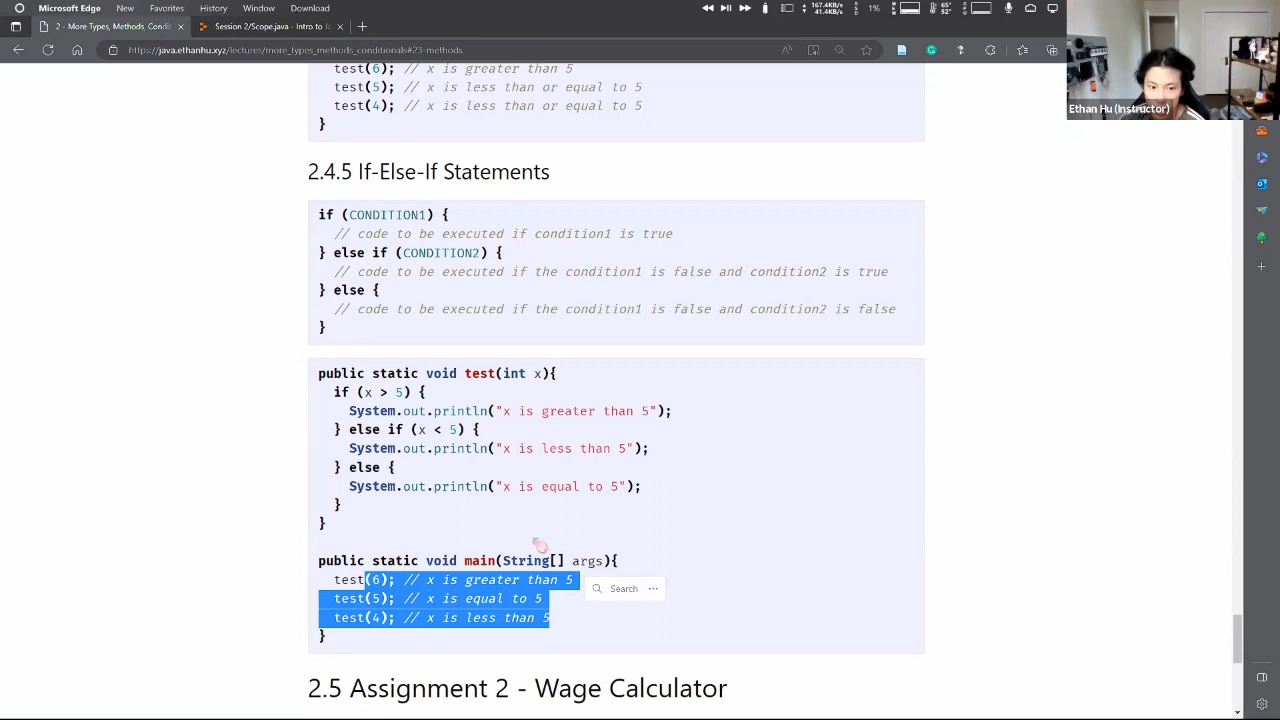 Microsoft Edge New Favorites History Window Download
167.4KB/s
1%
65°
52°
2 - More Types, Methods, Condit
Session 2/Scope.java - Intro to Ja
https://java.ethanhu.xyz/lectures/more_types_methods_conditionals#23-methods
Ethan Hu (Instructor)
test(6); // x is greater than 5
test(5); // x is less than or equal to 5
test(4); // x is less than or equal to 5
}
2.4.5 If-Else-If Statements
if (CONDITION1) {
// code to be executed if condition1 is true
} else if (CONDITION2) {
// code to be executed if the condition1 is false and condition2 is true
} else {
// code to be executed if the condition1 is false and condition2 is false
}
public static void test(int x){
if (x > 5) {
System.out.println("x is greater than 5");
} else if (x < 5) {
System.out.println("x is less than 5");
} else {
System.out.println("x is equal to 5");
}
}
public static void main(String[] args){
test(6); // x is greater than 5
test(5); // x is equal to 5
test(4); // x is less than 5
}
Search ...
2.5 Assignment 2 - Wage Calculator